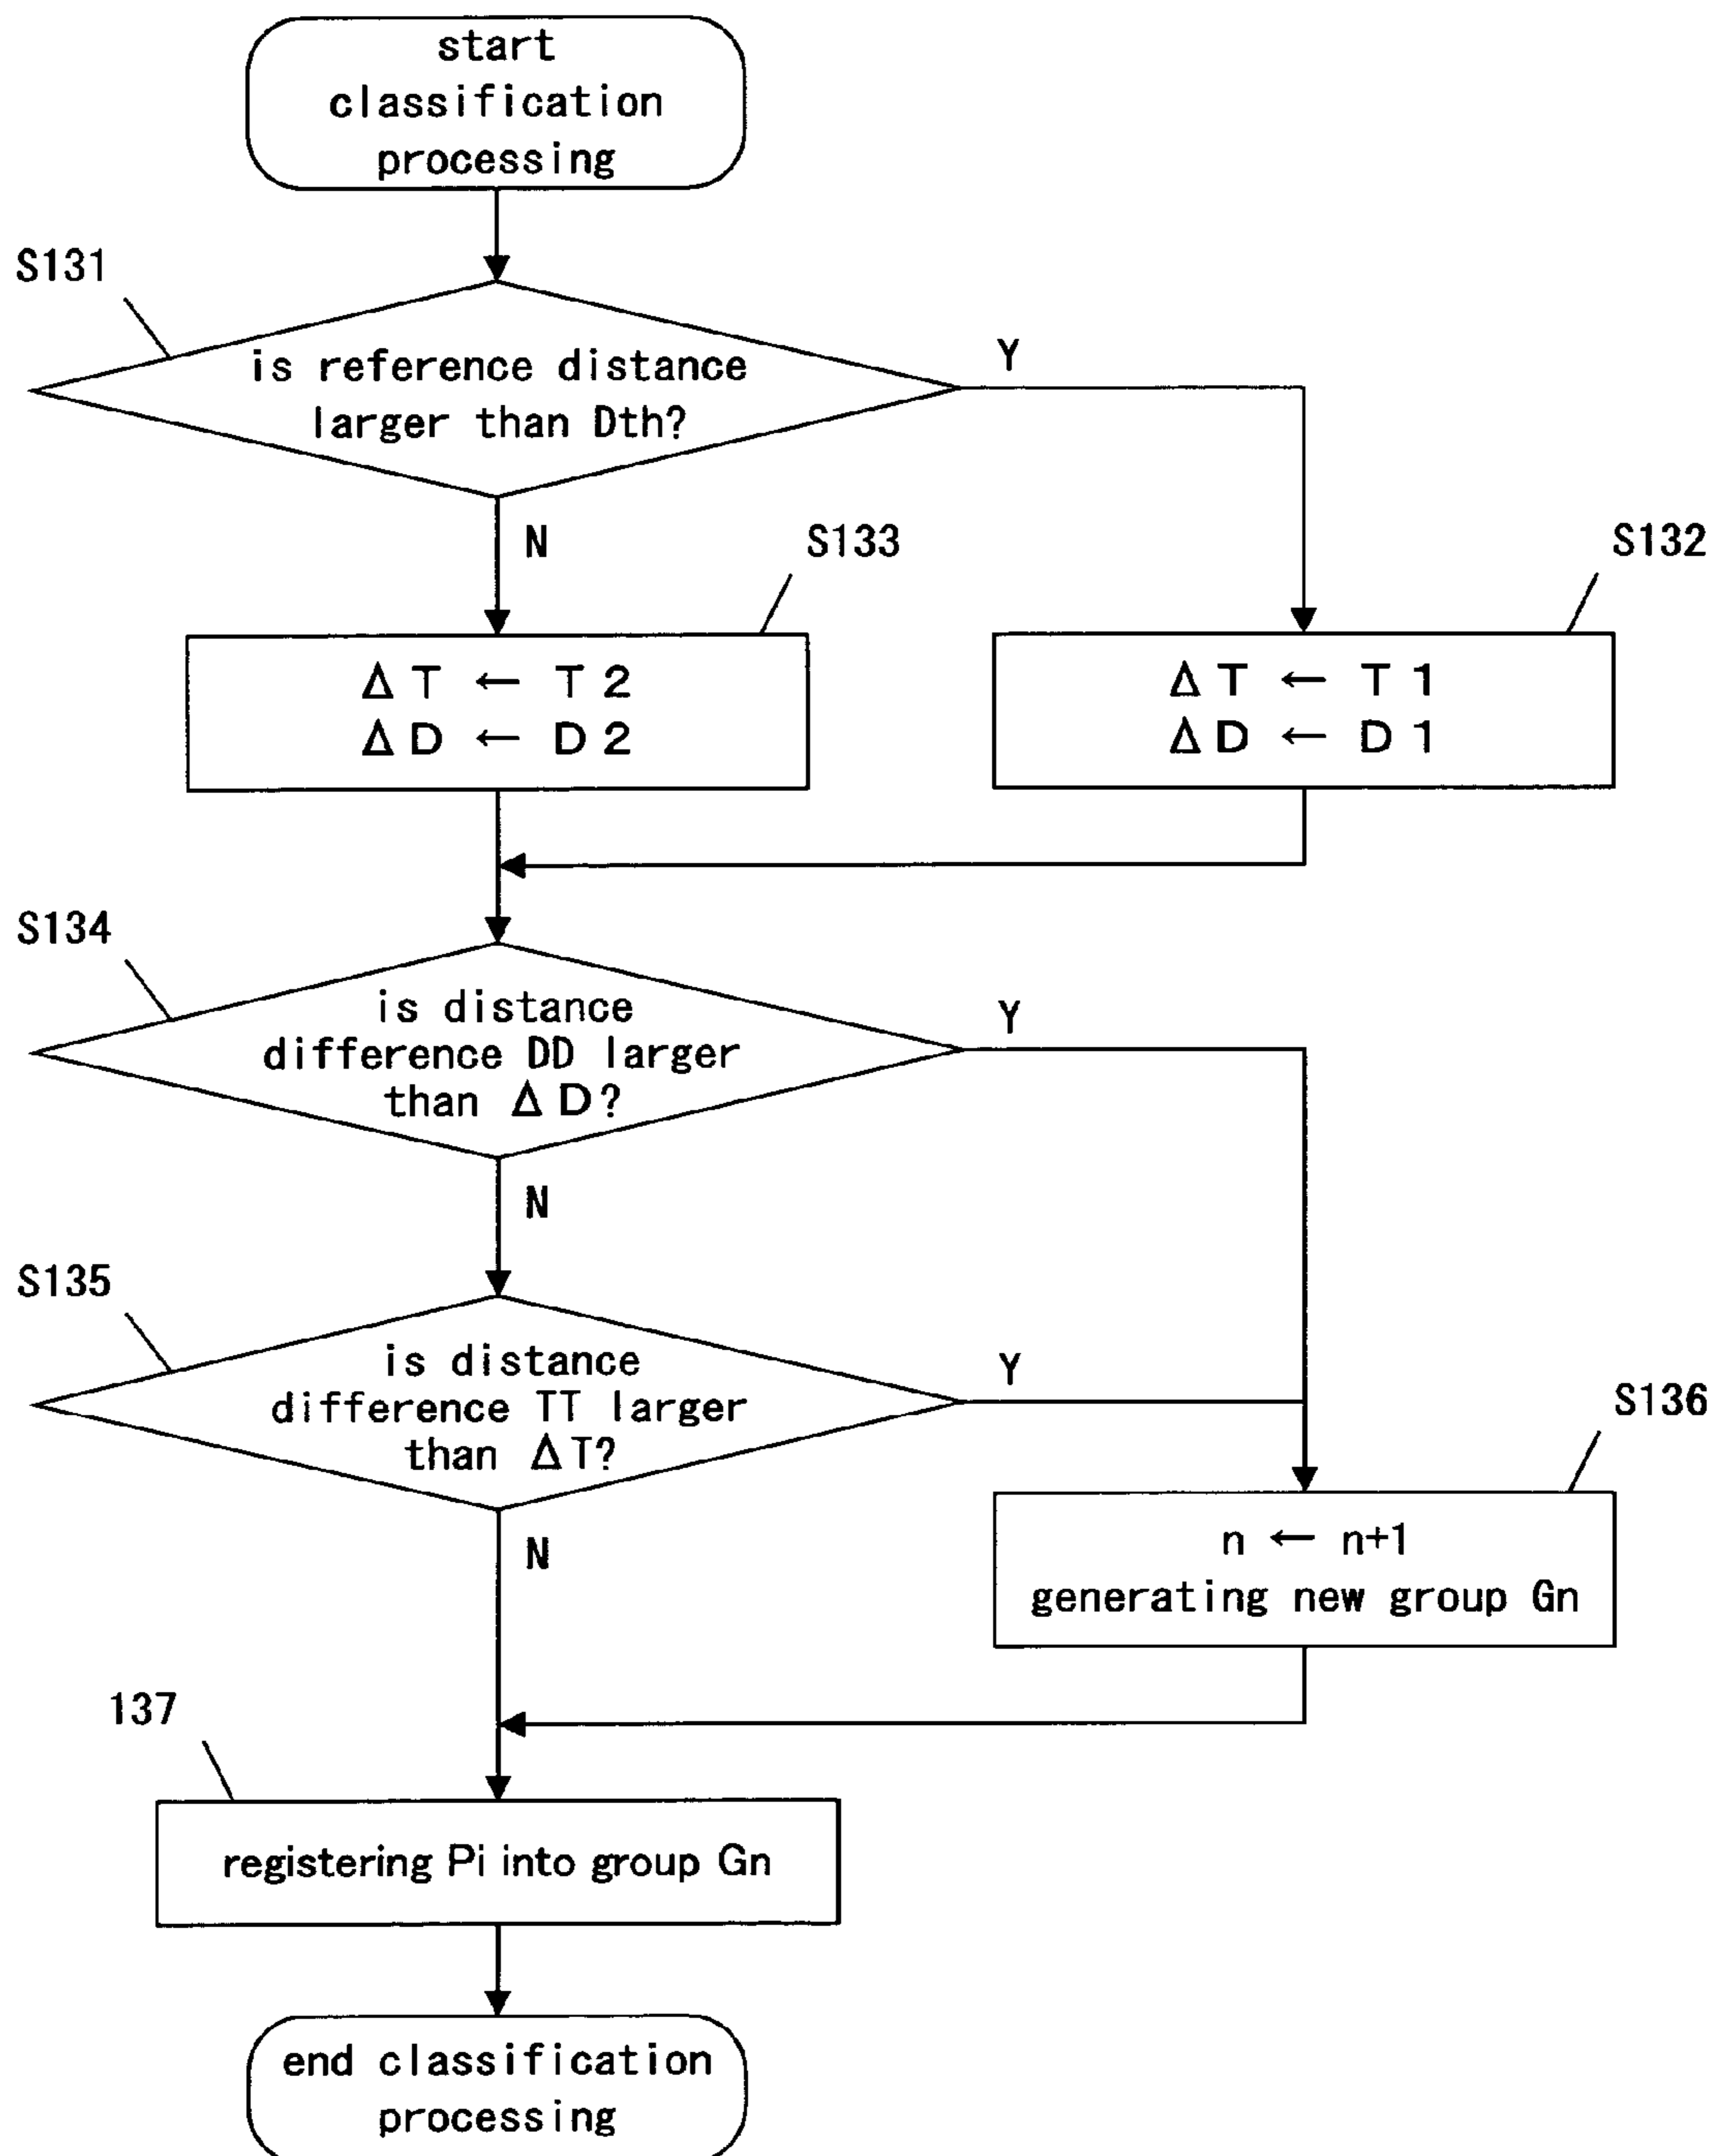 start
classification
processing
S131
is reference distance
larger than Dth?
Y
N
S133
S132
ΔT ← T2
ΔD ← D2
ΔT ← T1
ΔD ← D1
S134
is distance
difference DD larger
than ΔD?
Y
N
S135
is distance
difference TT larger
than ΔT?
Y
N
S136
n ← n+1
generating new group Gn
137
registering Pi into group Gn
end classification
processing